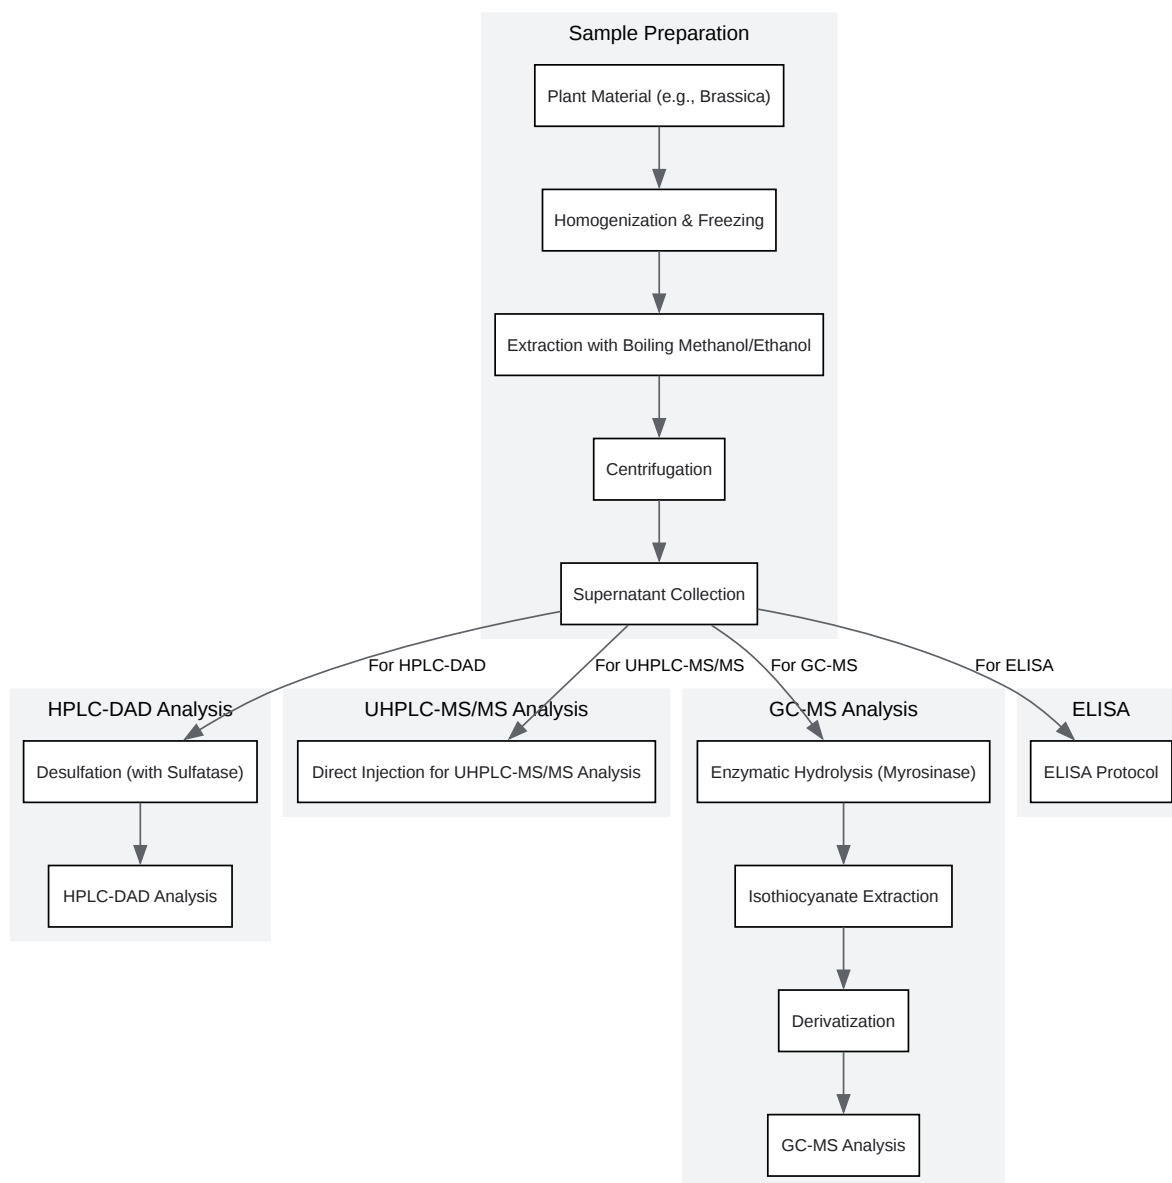 Sample Preparation
Plant Material (e.g., Brassica)
Homogenization & Freezing
Extraction with Boiling Methanol/Ethanol
Centrifugation
Supernatant Collection
For HPLC-DAD
For UHPLC-MS/MS
For GC-MS
For ELISA
HPLC-DAD Analysis
Desulfation (with Sulfatase)
HPLC-DAD Analysis
UHPLC-MS/MS Analysis
Direct Injection for UHPLC-MS/MS Analysis
GC-MS Analysis
Enzymatic Hydrolysis (Myrosinase)
Isothiocyanate Extraction
Derivatization
GC-MS Analysis
ELISA
ELISA Protocol